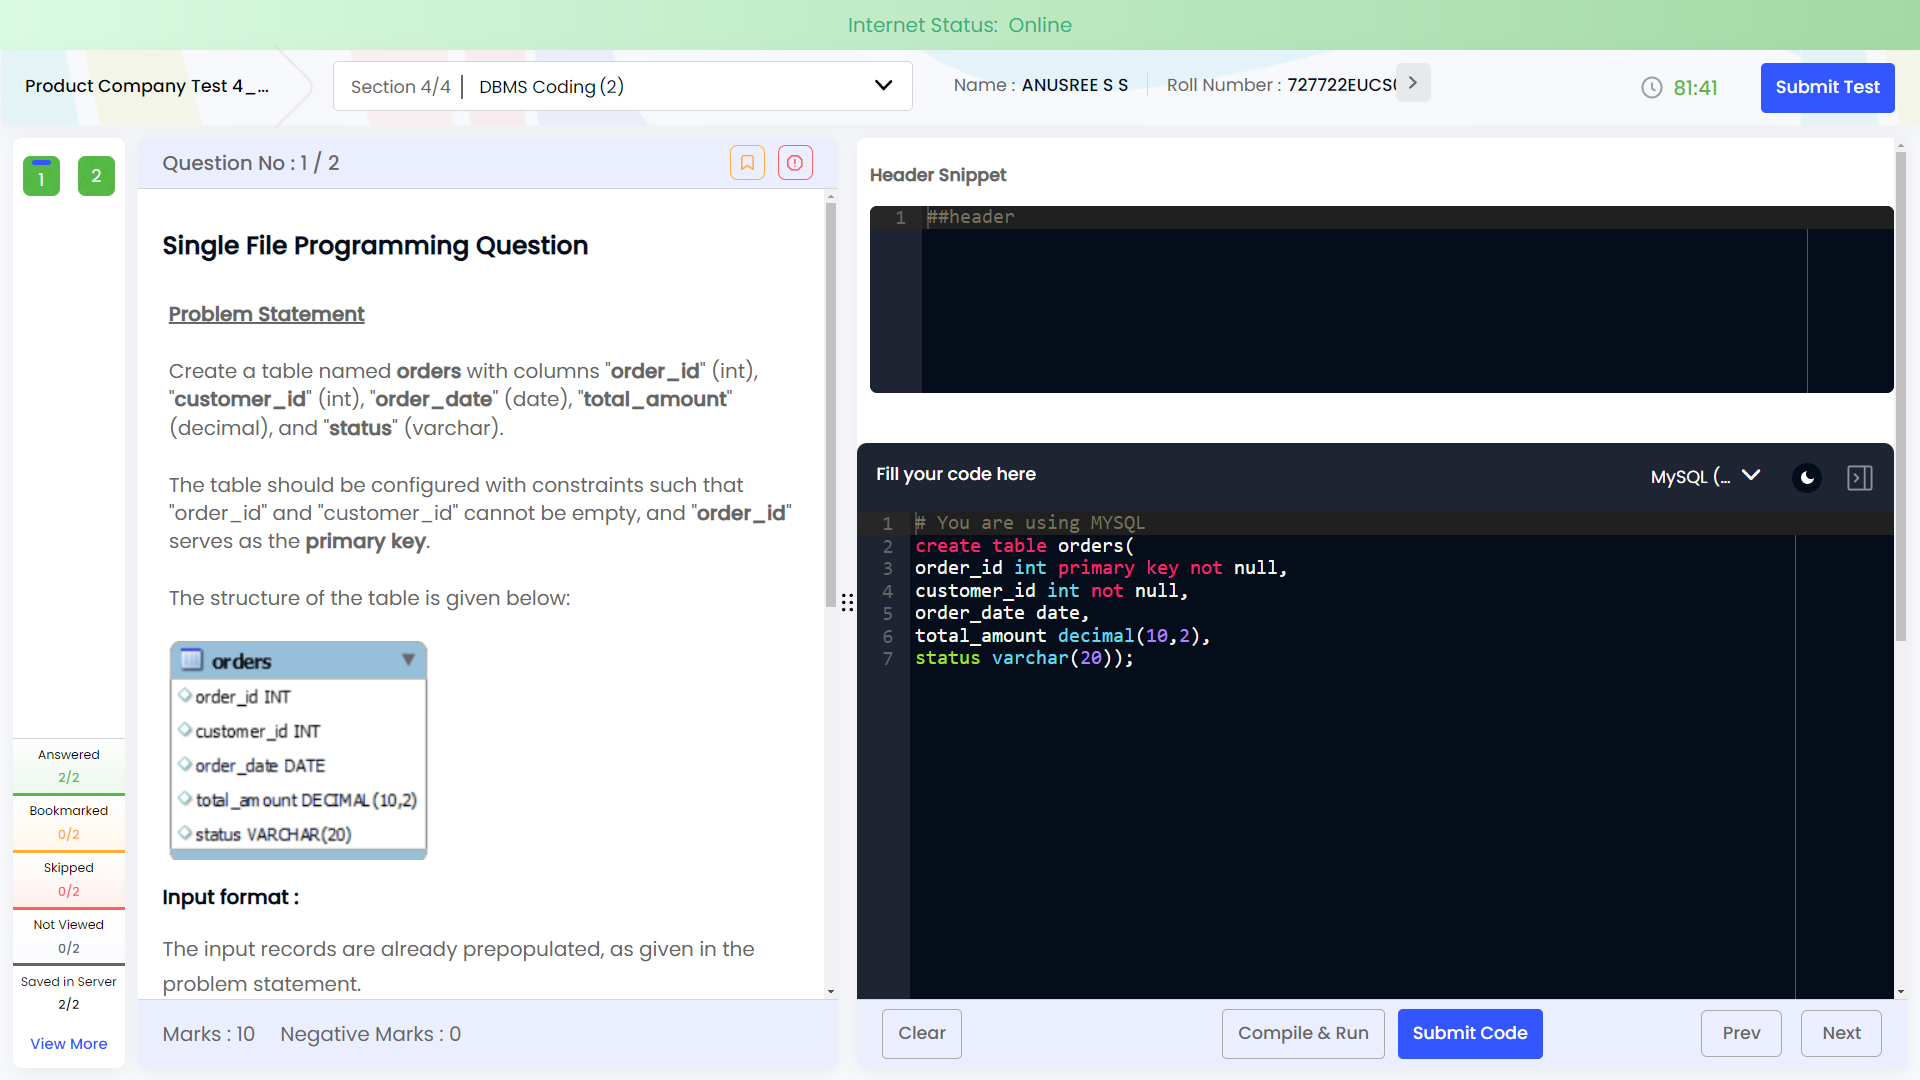 Internet Status: Online
Product Company Test 4_...
Section 4/4 | DBMS Coding (2)
Name : ANUSREE S S
Roll Number : 727722EUCS
81:41
Submit Test
1
2
Question No : 1 / 2
Single File Programming Question
Problem Statement
Create a table named orders with columns "order_id" (int),
"customer_id" (int), "order_date" (date), "total_amount"
(decimal), and "status" (varchar).
The table should be configured with constraints such that
"order_id" and "customer_id" cannot be empty, and "order_id"
serves as the primary key.
The structure of the table is given below:
orders
order_id INT
customer_id INT
order_date DATE
total_amount DECIMAL(10,2)
status VARCHAR(20)
Input format :
The input records are already prepopulated, as given in the
problem statement.
Marks : 10 Negative Marks : 0
Answered
2/2
Bookmarked
0/2
Skipped
0/2
Not Viewed
0/2
Saved in Server
2/2
View More
Header Snippet
1 ##header
Fill your code here
MySQL (...
1 # You are using MYSQL
2 create table orders(
3 order_id int primary key not null,
4 customer_id int not null,
5 order_date date,
6 total_amount decimal(10,2),
7 status varchar(20));
Clear
Compile & Run
Submit Code
Prev
Next